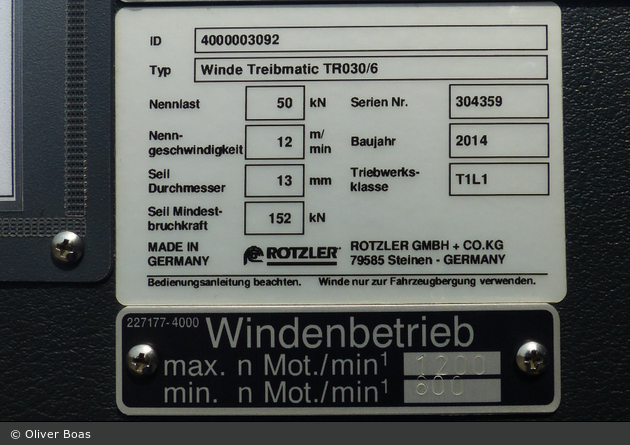 ID 4000003092
Typ Winde Treibmatic TR030/6
Nennlast 50 kN Serien Nr. 304359
Nenn-
geschwindigkeit 12 m/min Baujahr 2014
Seil
Durchmesser 13 mm Triebwerks-
klasse T1L1
Seil Mindest-
bruchkraft 152 kN
MADE IN
GERMANY
ROTZLER
ROTZLER GMBH + CO.KG
79585 Steinen - GERMANY
Bedienungsanleitung beachten. Winde nur zur Fahrzeugbergung verwenden.
227177-4000 Windenbetrieb
max. n Mot./min¹ 1200
min. n Mot./min¹ 600
© Oliver Boas